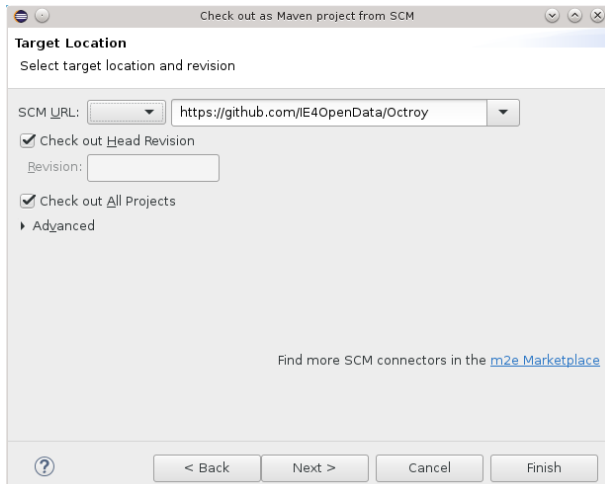 Check out as Maven project from SCM
Target Location
Select target location and revision
SCM URL: https://github.com/IE4OpenData/Octroy
Check out Head Revision
Revision:
Check out All Projects
Advanced
Find more SCM connectors in the m2e Marketplace
? < Back Next > Cancel Finish